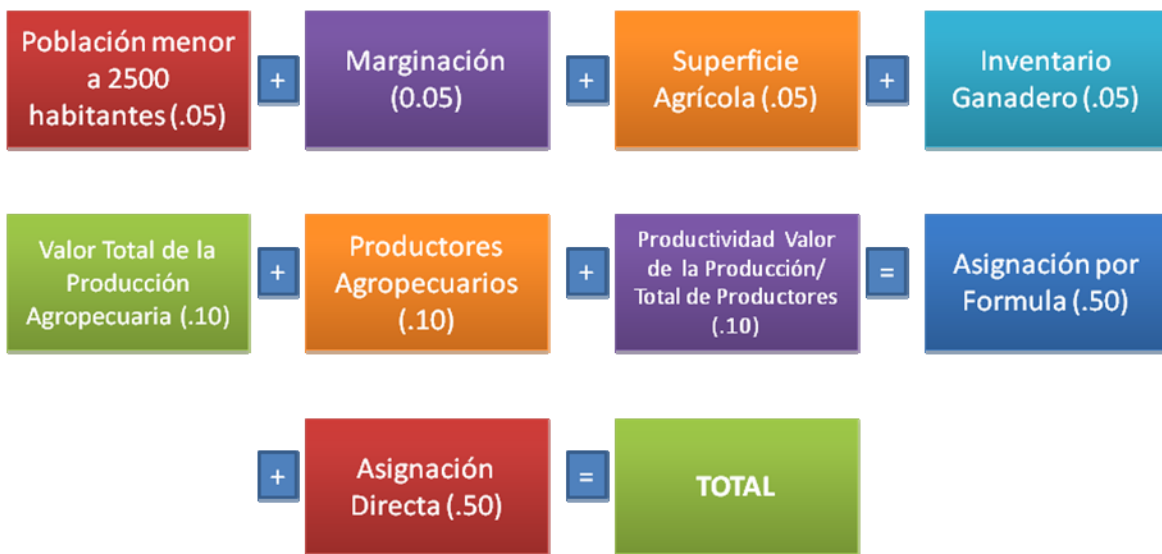 Población menor
a 2500
habitantes (.05)
+
Marginación
(0.05)
+
Superficie
Agrícola (.05)
+
Inventario
Ganadero (.05)
Valor Total de la
Producción
Agropecuaria (.10)
+
Productores
Agropecuarios
(.10)
+
Productividad Valor
de la Producción/
Total de Productores
(.10)
=
Asignación por
Formula (.50)
+
Asignación
Directa (.50)
=
TOTAL